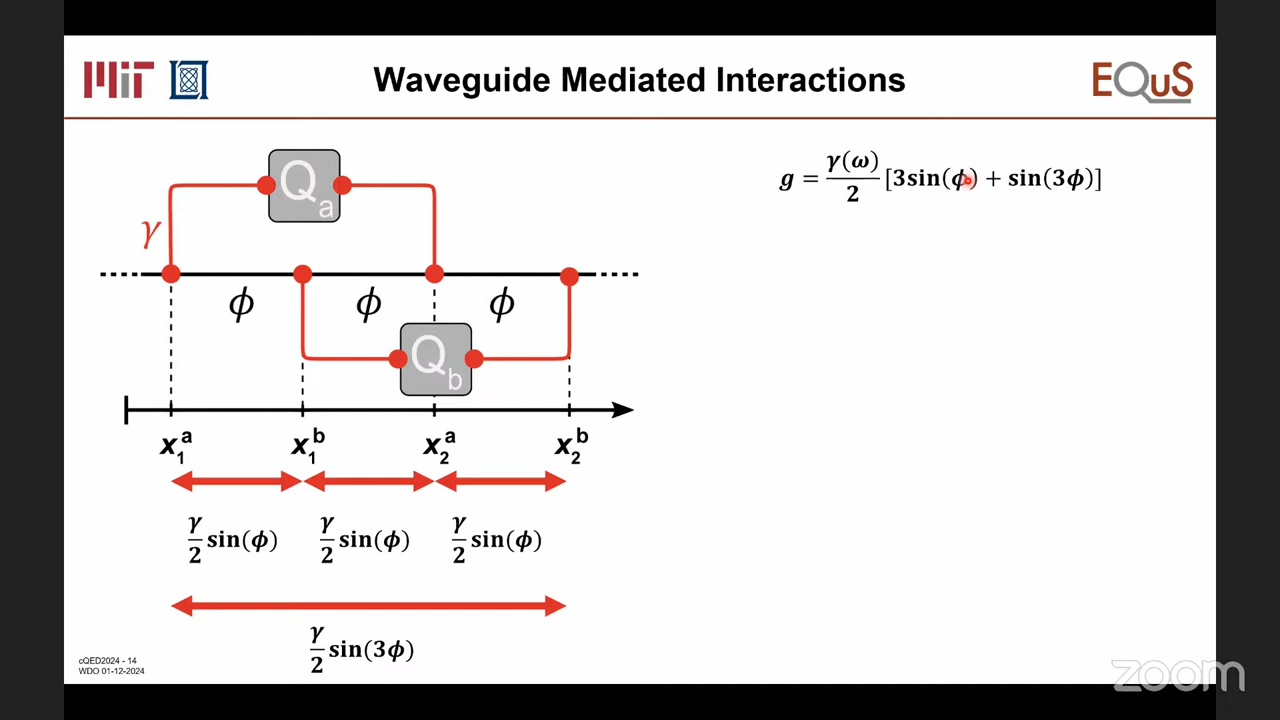 MIT
Waveguide Mediated Interactions
EQuS
g = γ(ω)/2 [3sin(ϕ) + sin(3ϕ)]
Qa
γ
ϕ ϕ ϕ
Qb
x₁ᵃ x₁ᵇ x₂ᵃ x₂ᵇ
γ/2 sin(ϕ) γ/2 sin(ϕ) γ/2 sin(ϕ)
γ/2 sin(3ϕ)
cQED2024 - 14
WDO 01-12-2024
zoom